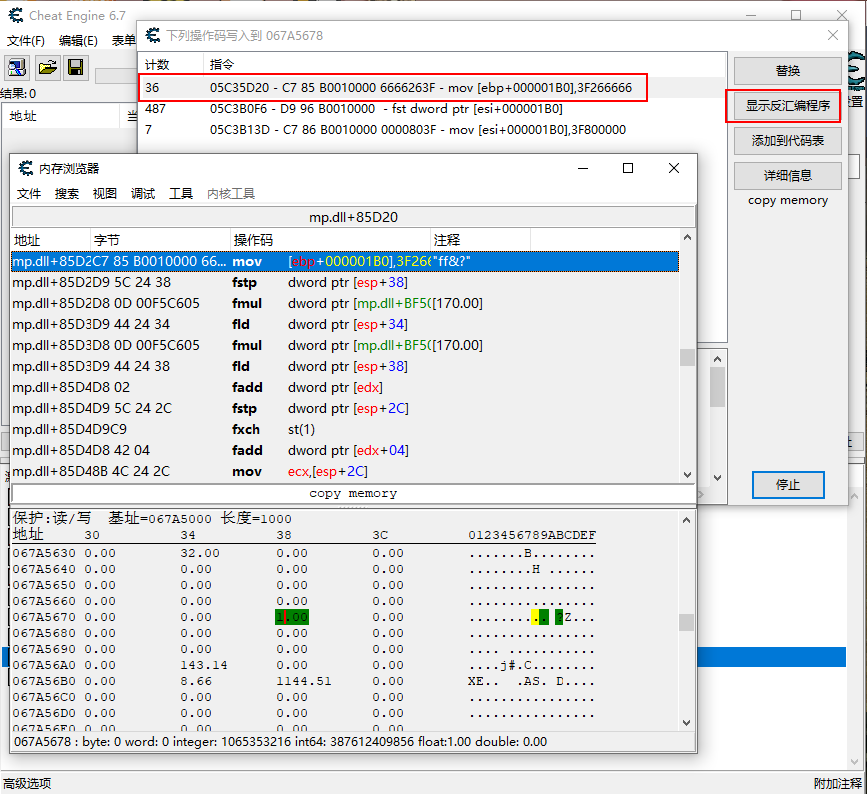 Cheat Engine 6.7
文件(F) 编辑(E) 表单
结果:0
地址
下列操作码写入到 067A5678
计数 指令
36 05C35D20 - C7 85 B0010000 6666263F - mov [ebp+000001B0],3F266666
487 05C3B0F6 - D9 96 B0010000 - fst dword ptr [esi+000001B0]
7 05C3B13D - C7 86 B0010000 0000803F - mov [esi+000001B0],3F800000
替换
显示反汇编程序
添加到代码表
详细信息
copy memory
停止
内存浏览器
文件 搜索 视图 调试 工具 内核工具
mp.dll+85D20
地址 字节 操作码 注释
mp.dll+85D2C7 85 B0010000 66... mov [ebp+000001B0],3F266"ff&?"
mp.dll+85D2D9 5C 24 38 fstp dword ptr [esp+38]
mp.dll+85D2D8 0D 00F5C605 fmul dword ptr [mp.dll+BF50[170.00]
mp.dll+85D3D9 44 24 34 fld dword ptr [esp+34]
mp.dll+85D3D8 0D 00F5C605 fmul dword ptr [mp.dll+BF50[170.00]
mp.dll+85D3D9 44 24 38 fld dword ptr [esp+38]
mp.dll+85D4D8 02 fadd dword ptr [edx]
mp.dll+85D4D9 5C 24 2C fstp dword ptr [esp+2C]
mp.dll+85D4D9C9 fxch st(1)
mp.dll+85D4D8 42 04 fadd dword ptr [edx+04]
mp.dll+85D48B 4C 24 2C mov ecx,[esp+2C]
copy memory
保护:读/写 基址=067A5000 长度=1000
地址 30 34 38 3C 0123456789ABCDEF
067A5630 0.00 32.00 0.00 0.00 .......B........
067A5640 0.00 0.00 0.00 0.00 ........H ......
067A5650 0.00 0.00 0.00 0.00 ................
067A5660 0.00 0.00 0.00 0.00 ................
067A5670 0.00 0.00 1.00 0.00 .......... ?Z...
067A5680 0.00 0.00 0.00 0.00 ................
067A5690 0.00 0.00 0.00 0.00 .... ...........
067A56A0 0.00 143.14 0.00 0.00 ....j#.C........
067A56B0 0.00 8.66 1144.51 0.00 XE.. .AS. D....
067A56C0 0.00 0.00 0.00 0.00 ................
067A56D0 0.00 0.00 0.00 0.00 ................
067A56E0 0.00 0.00 0.00 0.00
067A5678 : byte: 0 word: 0 integer: 1065353216 int64: 387612409856 float:1.00 double: 0.00
高级选项 附加注释